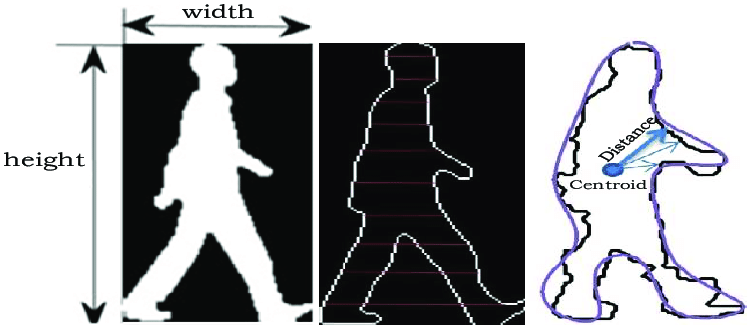 width
height
Distance
Centroid